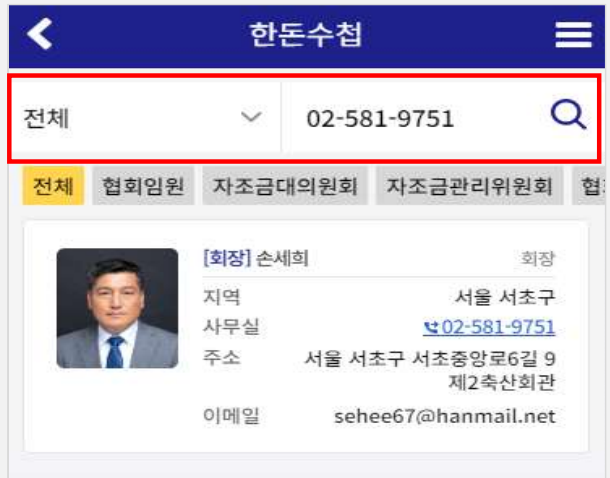 한돈수첩
전체 02-581-9751
전체 협회임원 자조금대의원회 자조금관리위원회 협
[회장] 손세희 회장
지역 서울 서초구
사무실 02-581-9751
주소 서울 서초구 서초중앙로6길 9
제2축산회관
이메일 sehee67@hanmail.net